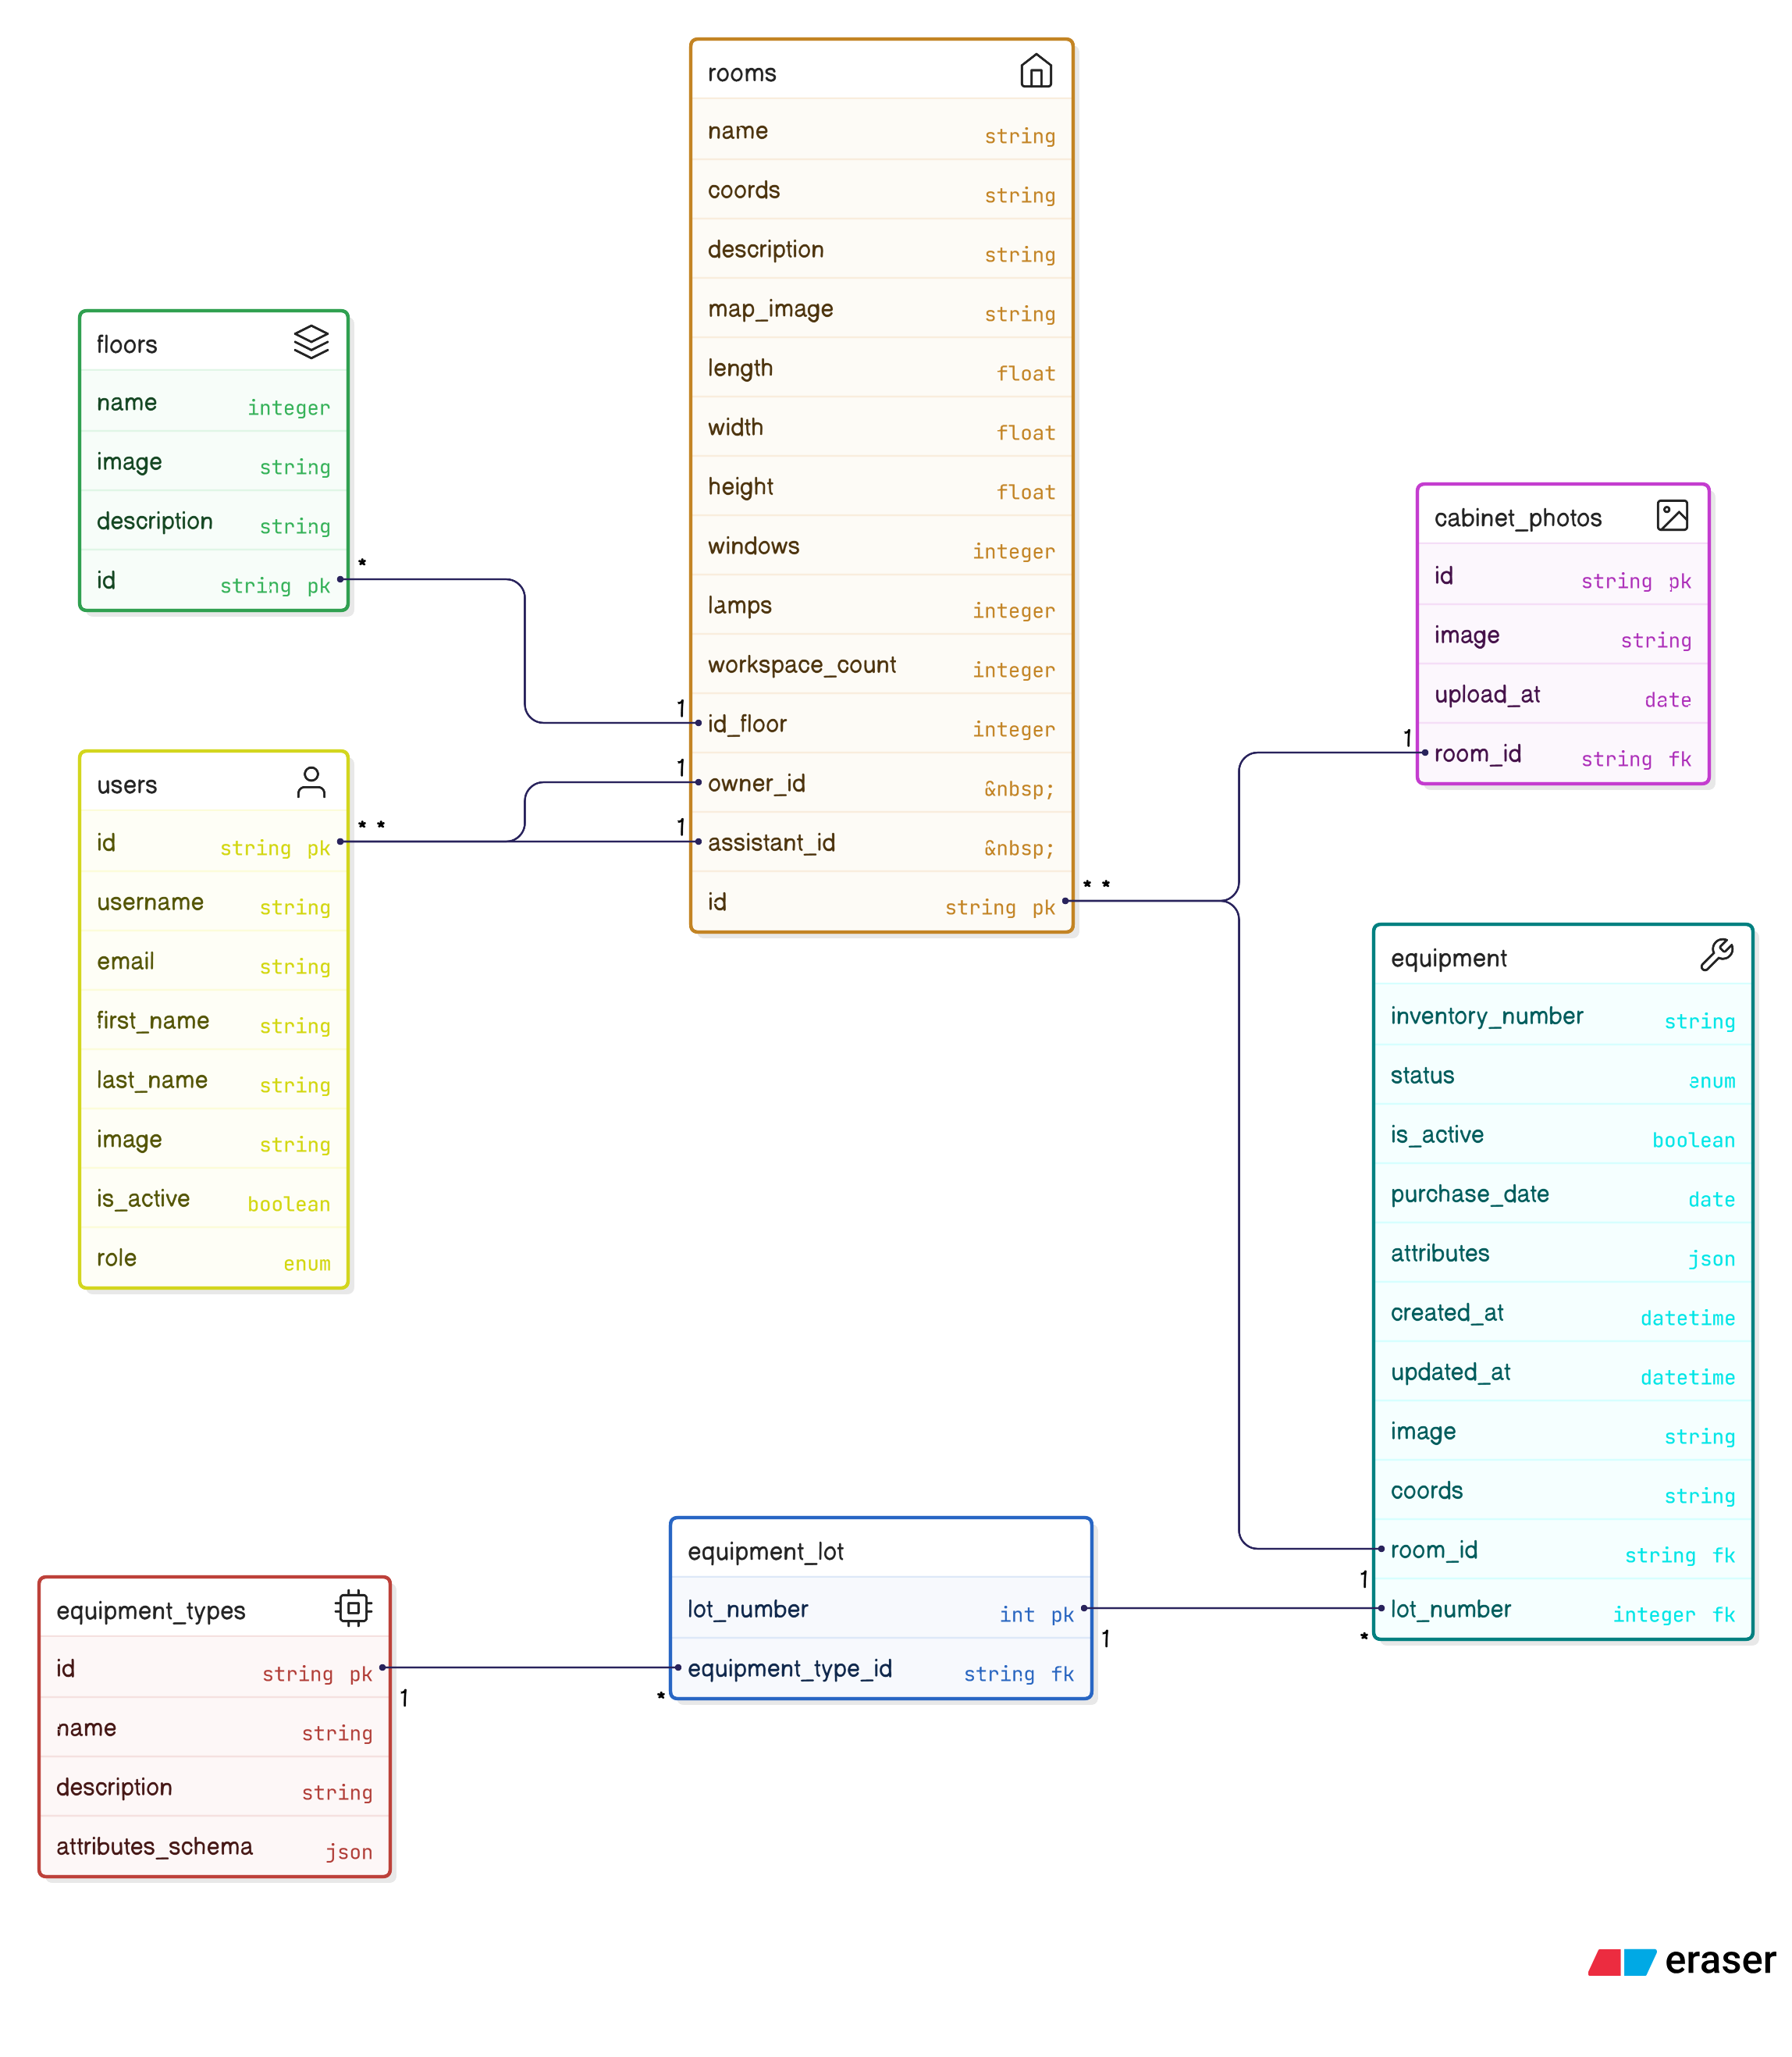 rooms
name string
coords string
description string
map_image string
length float
width float
height float
windows integer
lamps integer
workspace_count integer
1 id_floor integer
1 owner_id &nbsp;
1 assistant_id &nbsp;
id string pk * *
floors
name integer
image string
description string
id string pk *
users
id string pk * *
username string
email string
first_name string
last_name string
image string
is_active boolean
role enum
cabinet_photos
id string pk
image string
upload_at date
1 room_id string fk
equipment
inventory_number string
status enum
is_active boolean
purchase_date date
attributes json
created_at datetime
updated_at datetime
image string
coords string
room_id string fk
1
lot_number integer fk
*
equipment_lot
lot_number int pk
1
equipment_type_id string fk
*
equipment_types
id string pk
1
name string
description string
attributes_schema json
eraser